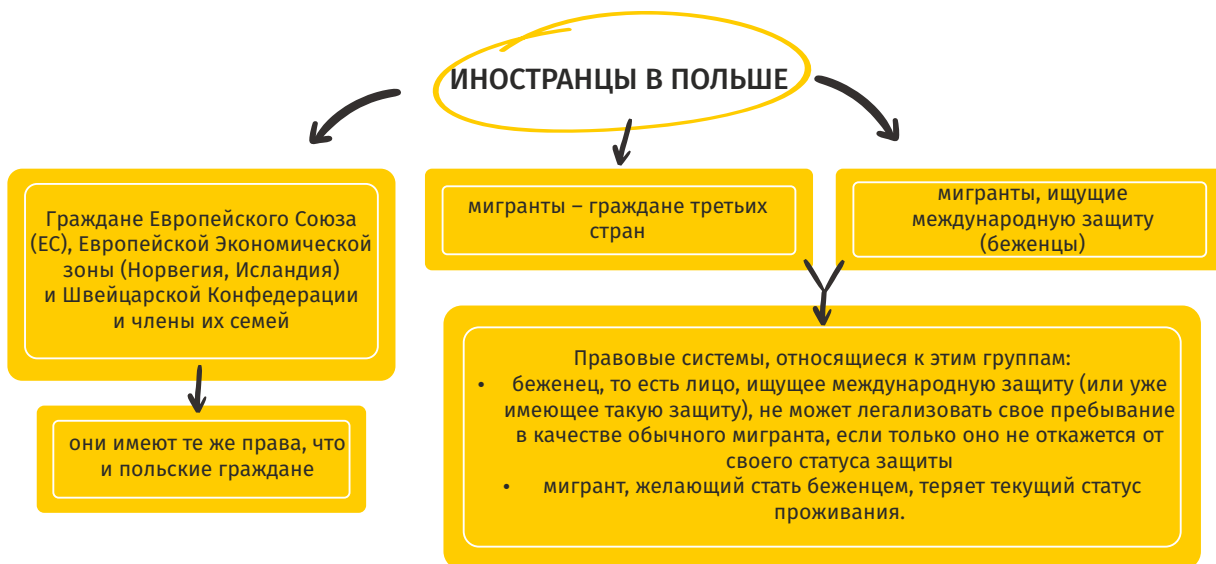 ИНОСТРАНЦЫ В ПОЛЬШЕ
Граждане Европейского Союза
(ЕС), Европейской Экономической
зоны (Норвегия, Исландия)
и Швейцарской Конфедерации
и члены их семей
они имеют те же права, что
и польские граждане
мигранты – граждане третьих
стран
мигранты, ищущие
международную защиту
(беженцы)
Правовые системы, относящиеся к этим группам:
• беженец, то есть лицо, ищущее международную защиту (или уже
имеющее такую защиту), не может легализовать свое пребывание
в качестве обычного мигранта, если только оно не откажется от
своего статуса защиты
• мигрант, желающий стать беженцем, теряет текущий статус
проживания.